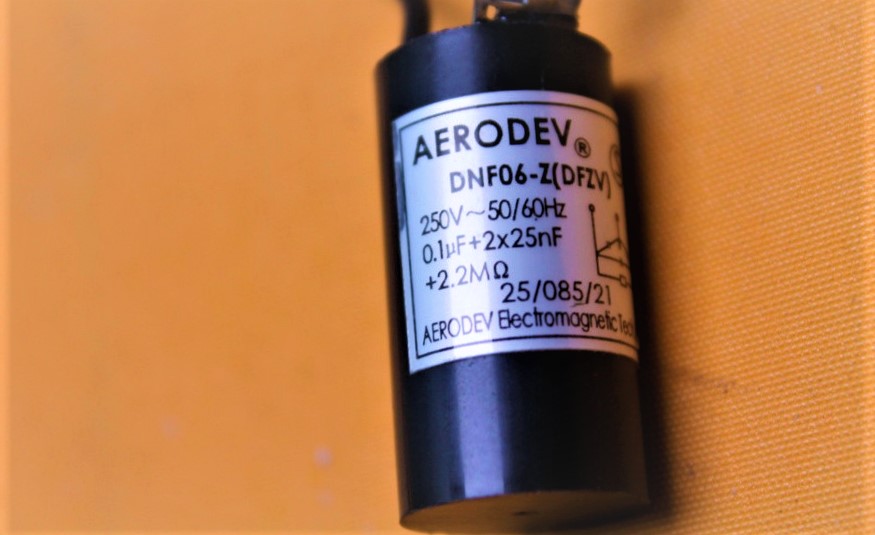 AERODEV®
DNF06-Z(DFZV)
250V~50/60Hz
0.1µF+2x25nF
+2.2MΩ
25/085/21
AERODEV Electromagnetic